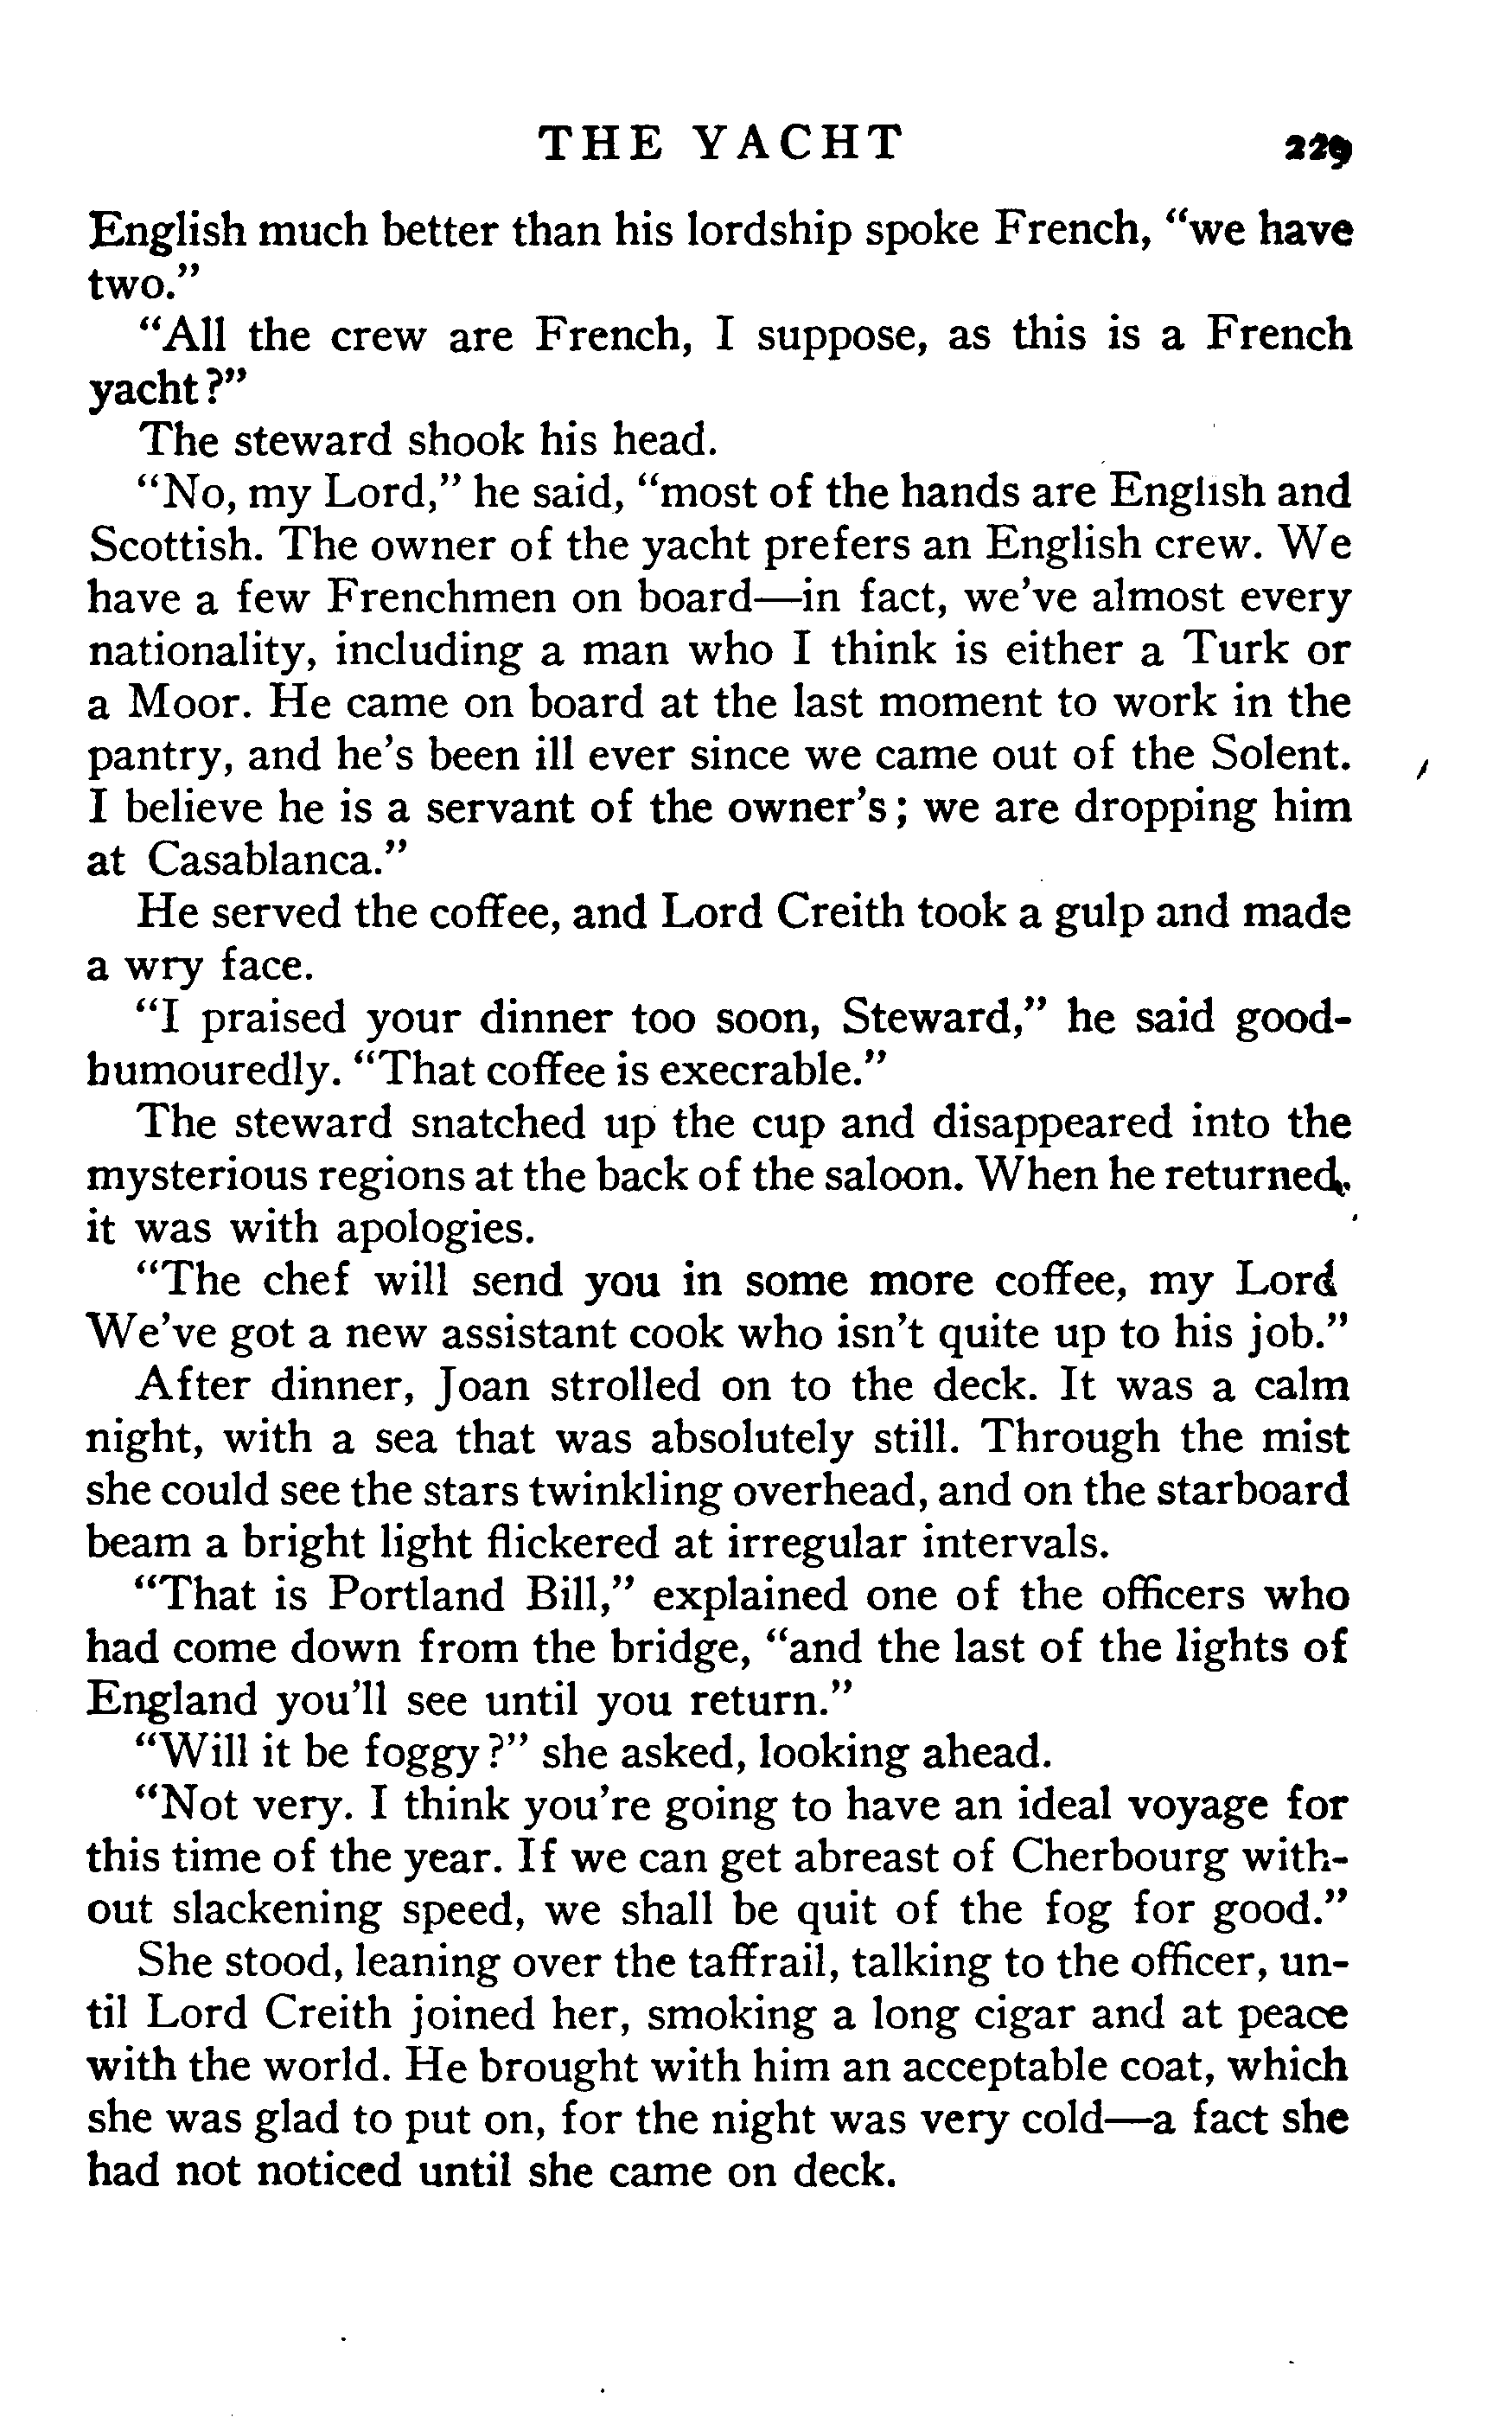 THE YACHT 229
English much better than his lordship spoke French, “we have
two.”
“All the crew are French, I suppose, as this is a French
yacht?”
The steward shook his head.
“No, my Lord,” he said, “most of the hands are English and
Scottish. The owner of the yacht prefers an English crew. We
have a few Frenchmen on board—in fact, we’ve almost every
nationality, including a man who I think is either a Turk or
a Moor. He came on board at the last moment to work in the
pantry, and he’s been ill ever since we came out of the Solent.
I believe he is a servant of the owner’s; we are dropping him
at Casablanca.”
He served the coffee, and Lord Creith took a gulp and made
a wry face.
“I praised your dinner too soon, Steward,” he said good-
humouredly. “That coffee is execrable.”
The steward snatched up the cup and disappeared into the
mysterious regions at the back of the saloon. When he returned,
it was with apologies.
“The chef will send you in some more coffee, my Lord
We’ve got a new assistant cook who isn’t quite up to his job.”
After dinner, Joan strolled on to the deck. It was a calm
night, with a sea that was absolutely still. Through the mist
she could see the stars twinkling overhead, and on the starboard
beam a bright light flickered at irregular intervals.
“That is Portland Bill,” explained one of the officers who
had come down from the bridge, “and the last of the lights of
England you’ll see until you return.”
“Will it be foggy?” she asked, looking ahead.
“Not very. I think you’re going to have an ideal voyage for
this time of the year. If we can get abreast of Cherbourg with-
out slackening speed, we shall be quit of the fog for good.”
She stood, leaning over the taffrail, talking to the officer, un-
til Lord Creith joined her, smoking a long cigar and at peace
with the world. He brought with him an acceptable coat, which
she was glad to put on, for the night was very cold—a fact she
had not noticed until she came on deck.